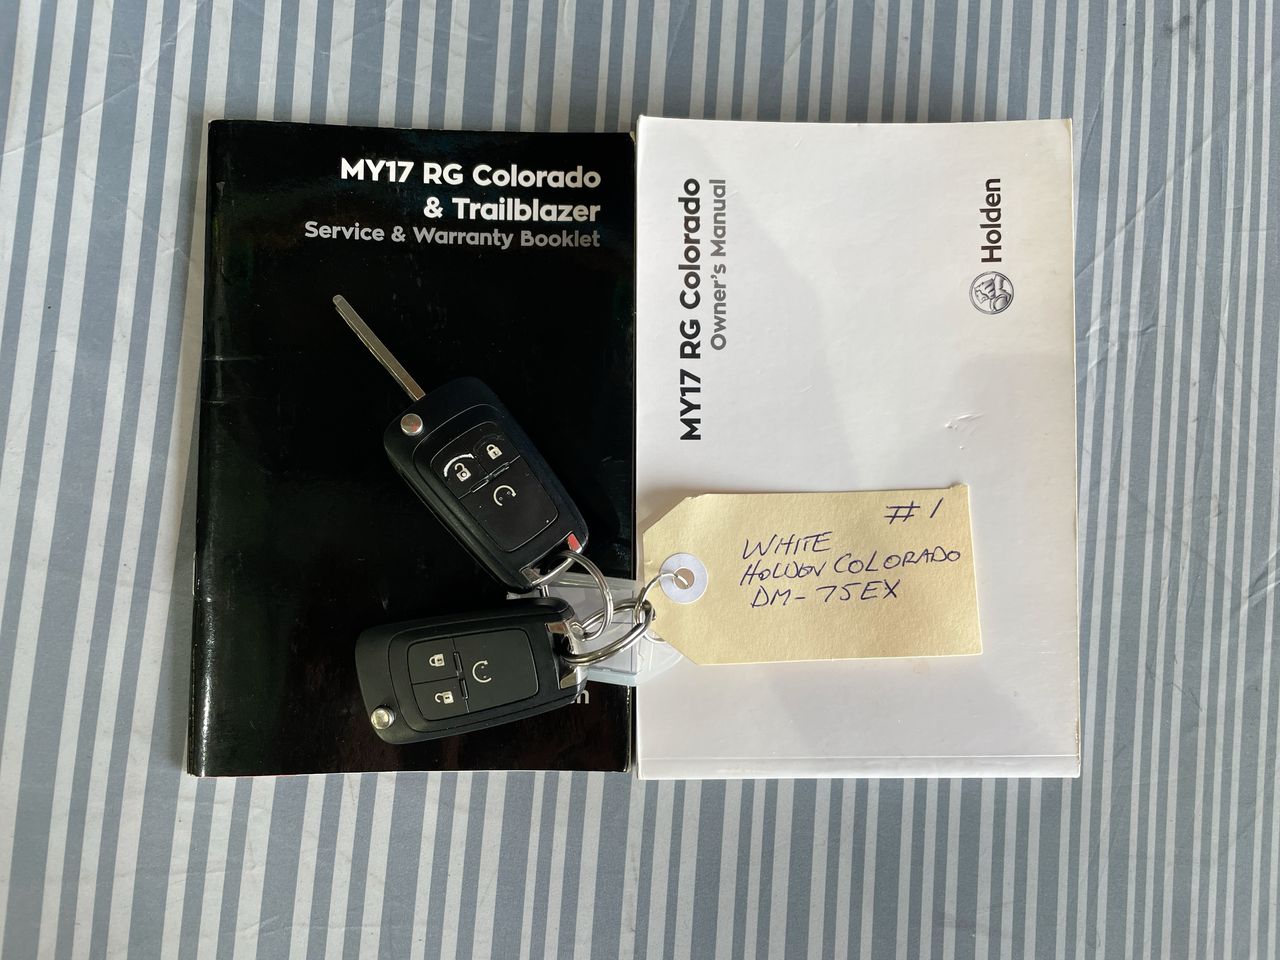 MY17 RG Colorado
& Trailblazer
Service & Warranty Booklet
MY17 RG Colorado
Owner's Manual
Holden
#1
WHITE
HOLDEN COLORADO
DM-75EX